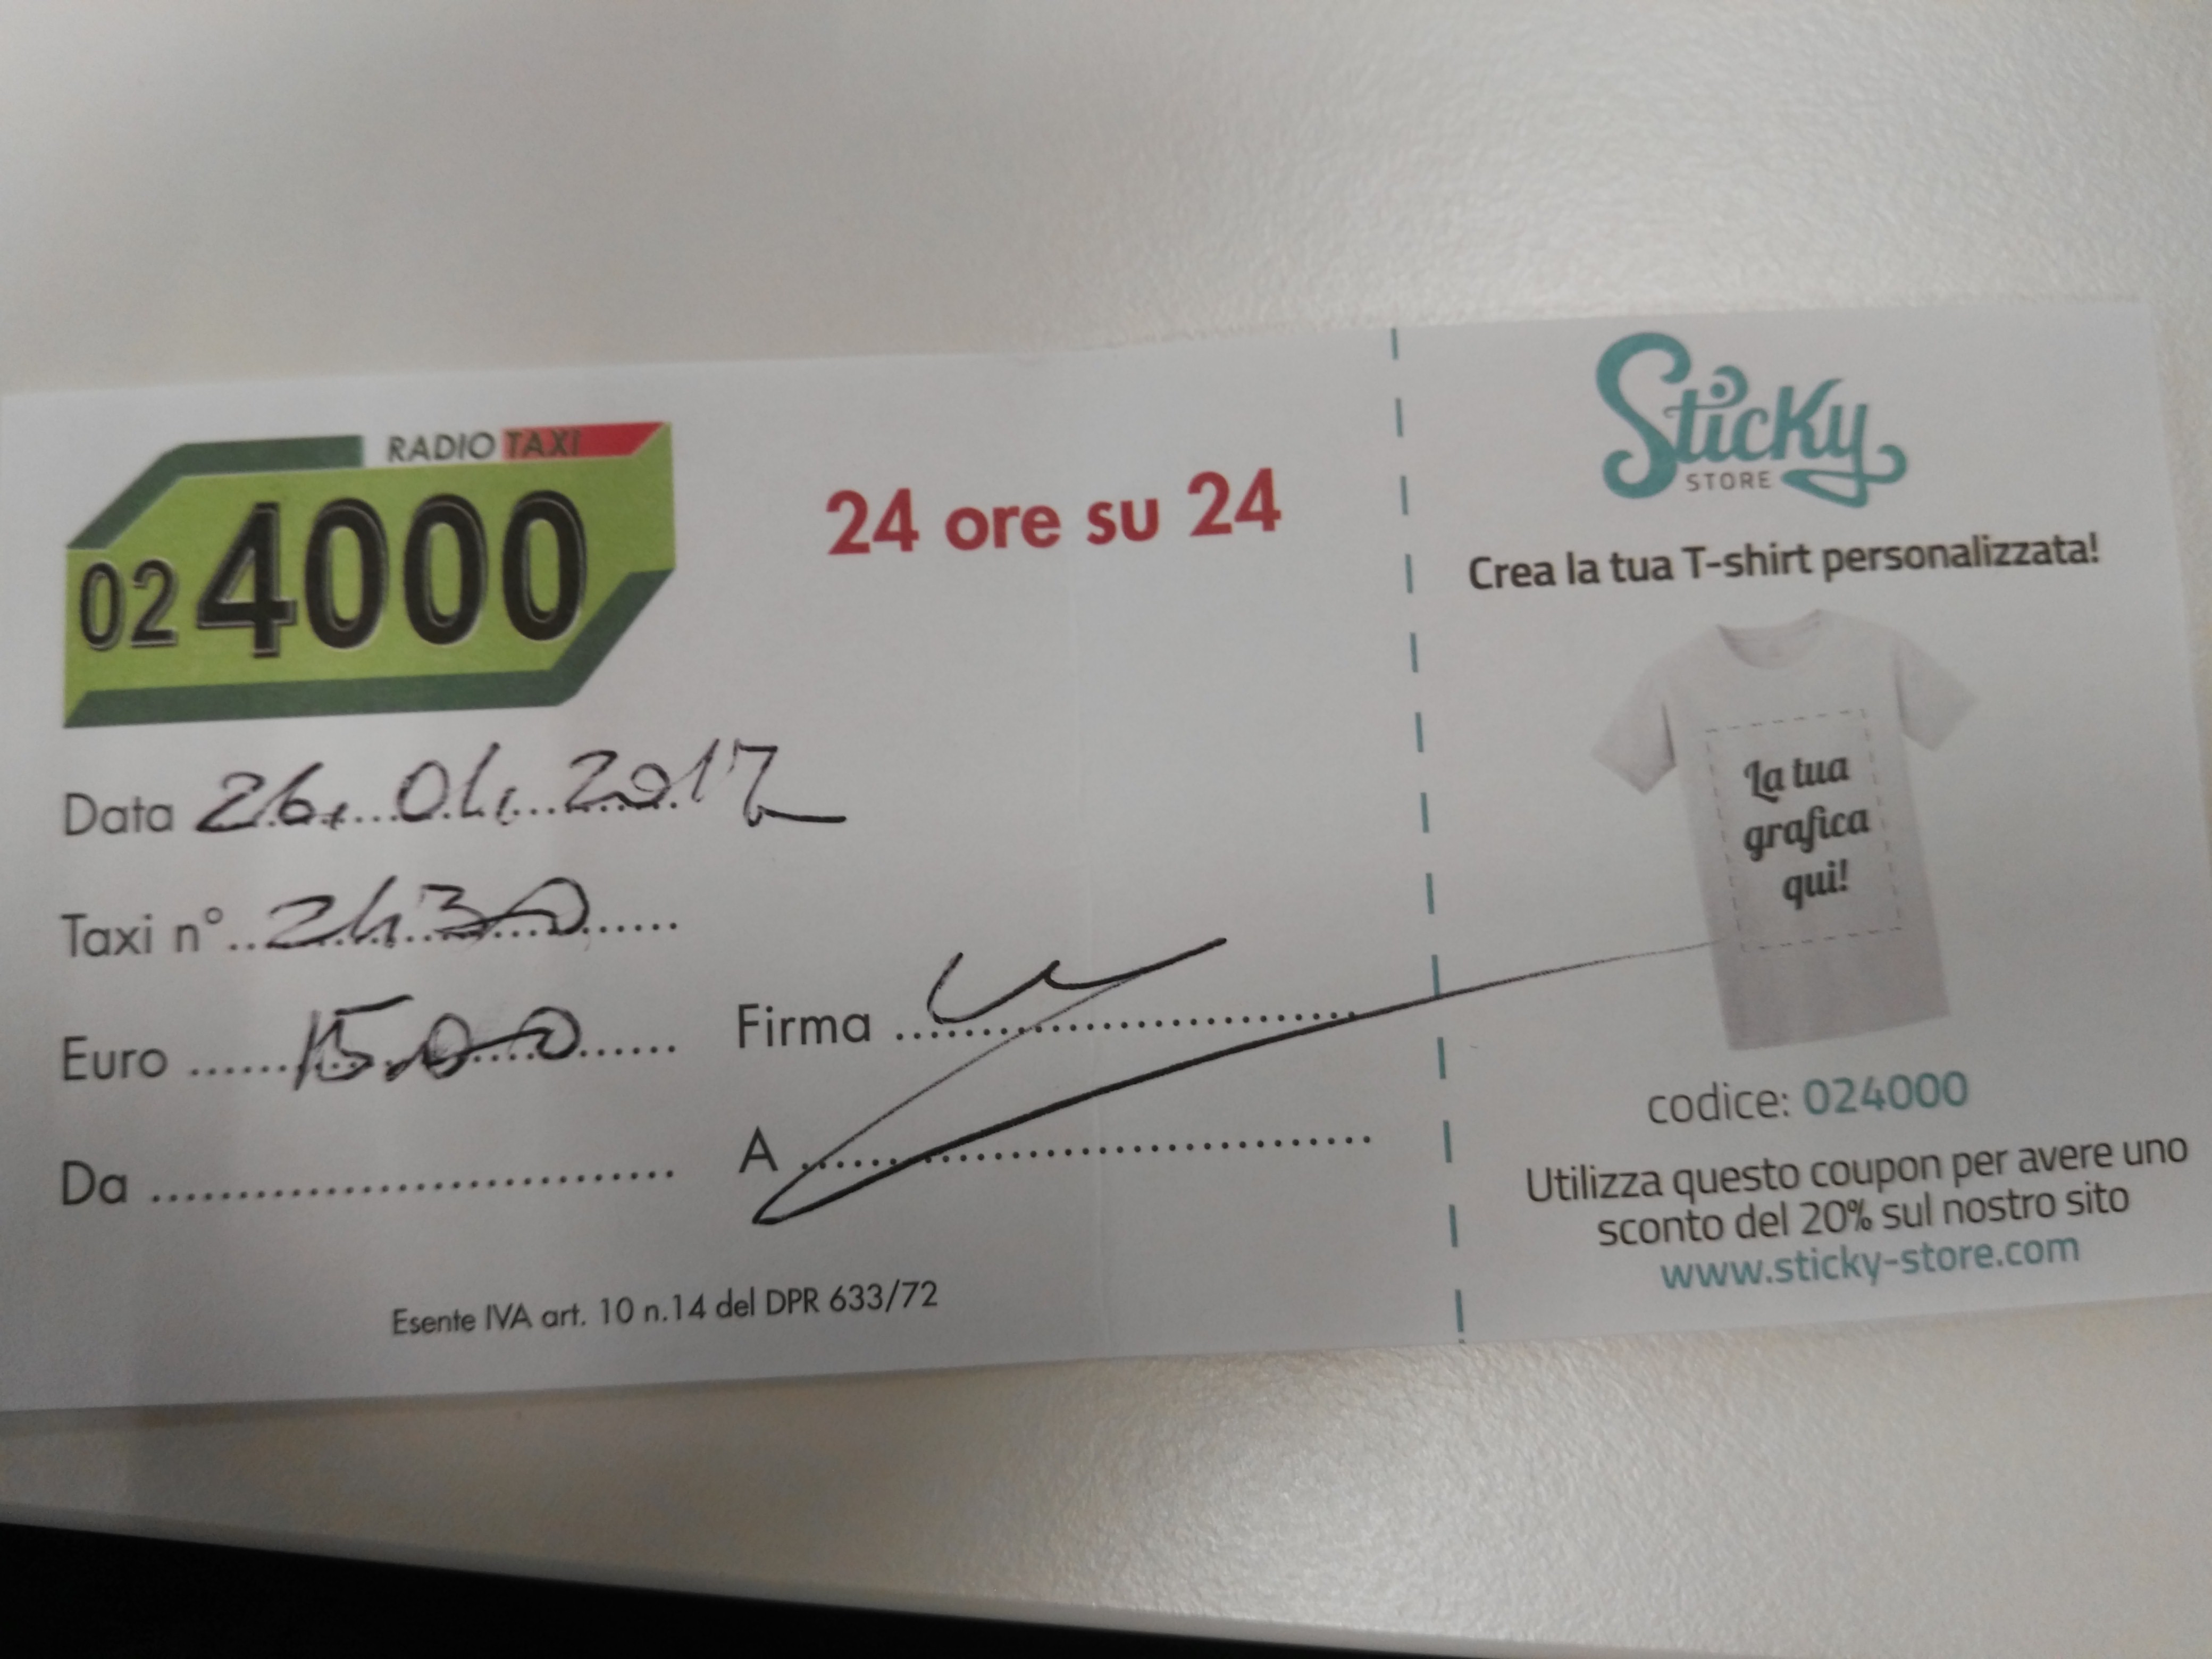 RADIO TAXI
02 4000
24 ore su 24
Data 26. 04. 2017
Taxi n° 2430
Euro 15.00
Firma
Da
A
Esente IVA art. 10 n.14 del DPR 633/72
Sticky
STORE
Crea la tua T-shirt personalizzata!
La tua
grafica
qui!
codice: 024000
Utilizza questo coupon per avere uno
sconto del 20% sul nostro sito
www.sticky-store.com